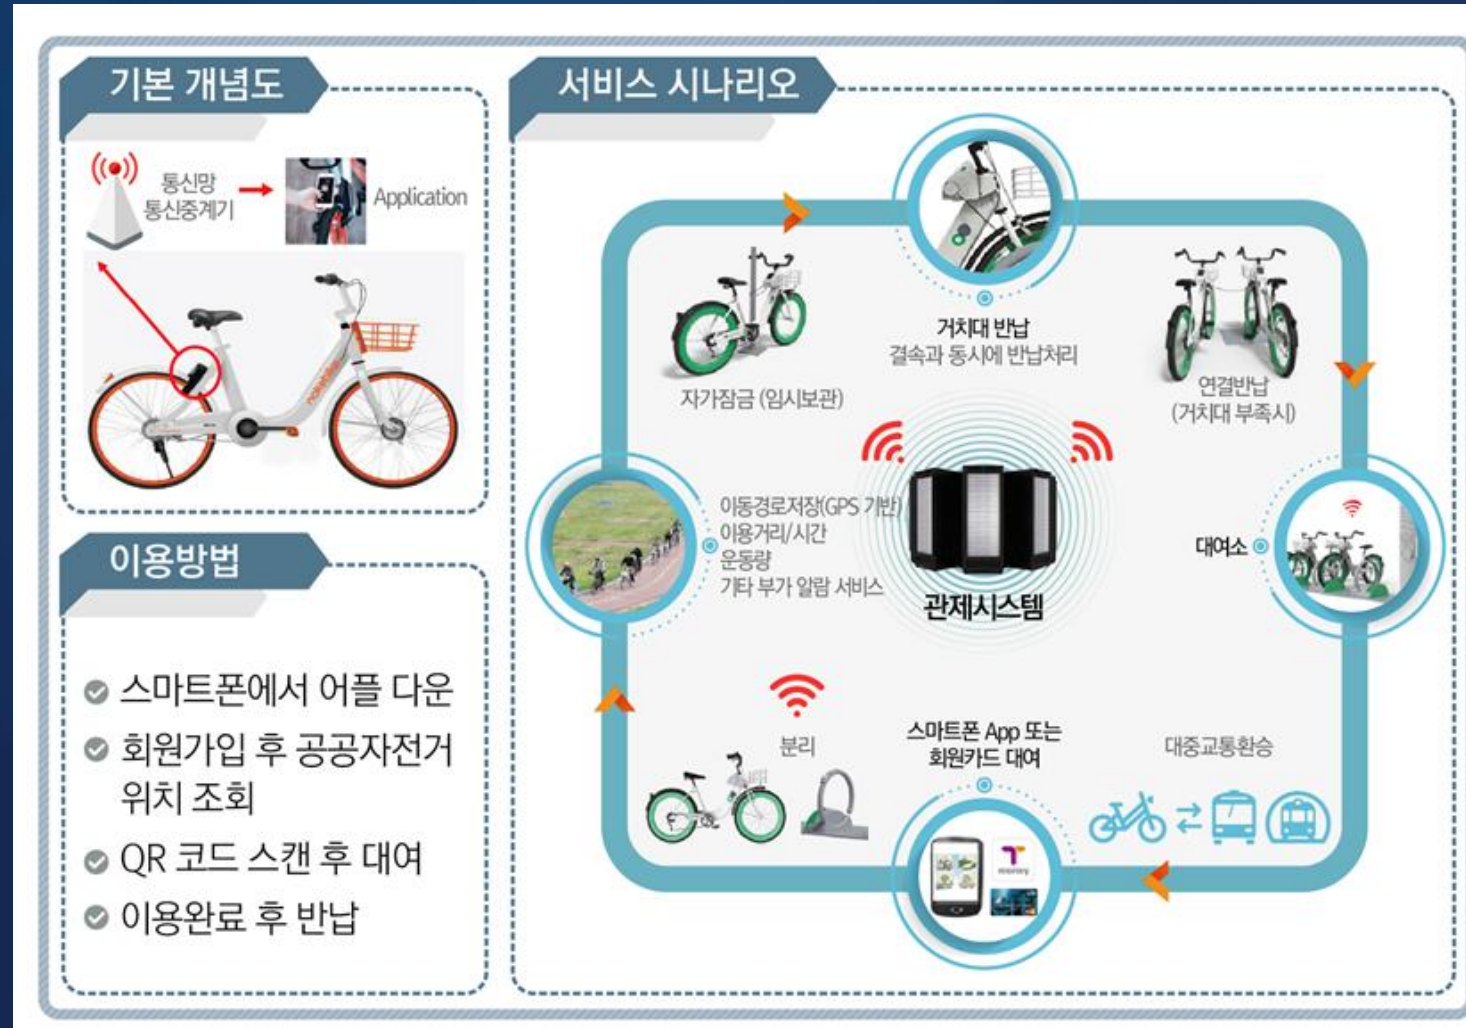 기본 개념도
통신망
통신중계기
Application
이용방법
스마트폰에서 어플 다운
회원가입 후 공공자전거
위치 조회
QR 코드 스캔 후 대여
이용완료 후 반납
서비스 시나리오
거치대 반납
결속과 동시에 반납처리
자가잠금 (임시보관)
연결반납
(거치대 부족시)
이동경로저장(GPS 기반)
이용거리/시간
운동량
기타 부가 알람 서비스
관제시스템
대여소
분리
스마트폰 App 또는
회원카드 대여
대중교통환승